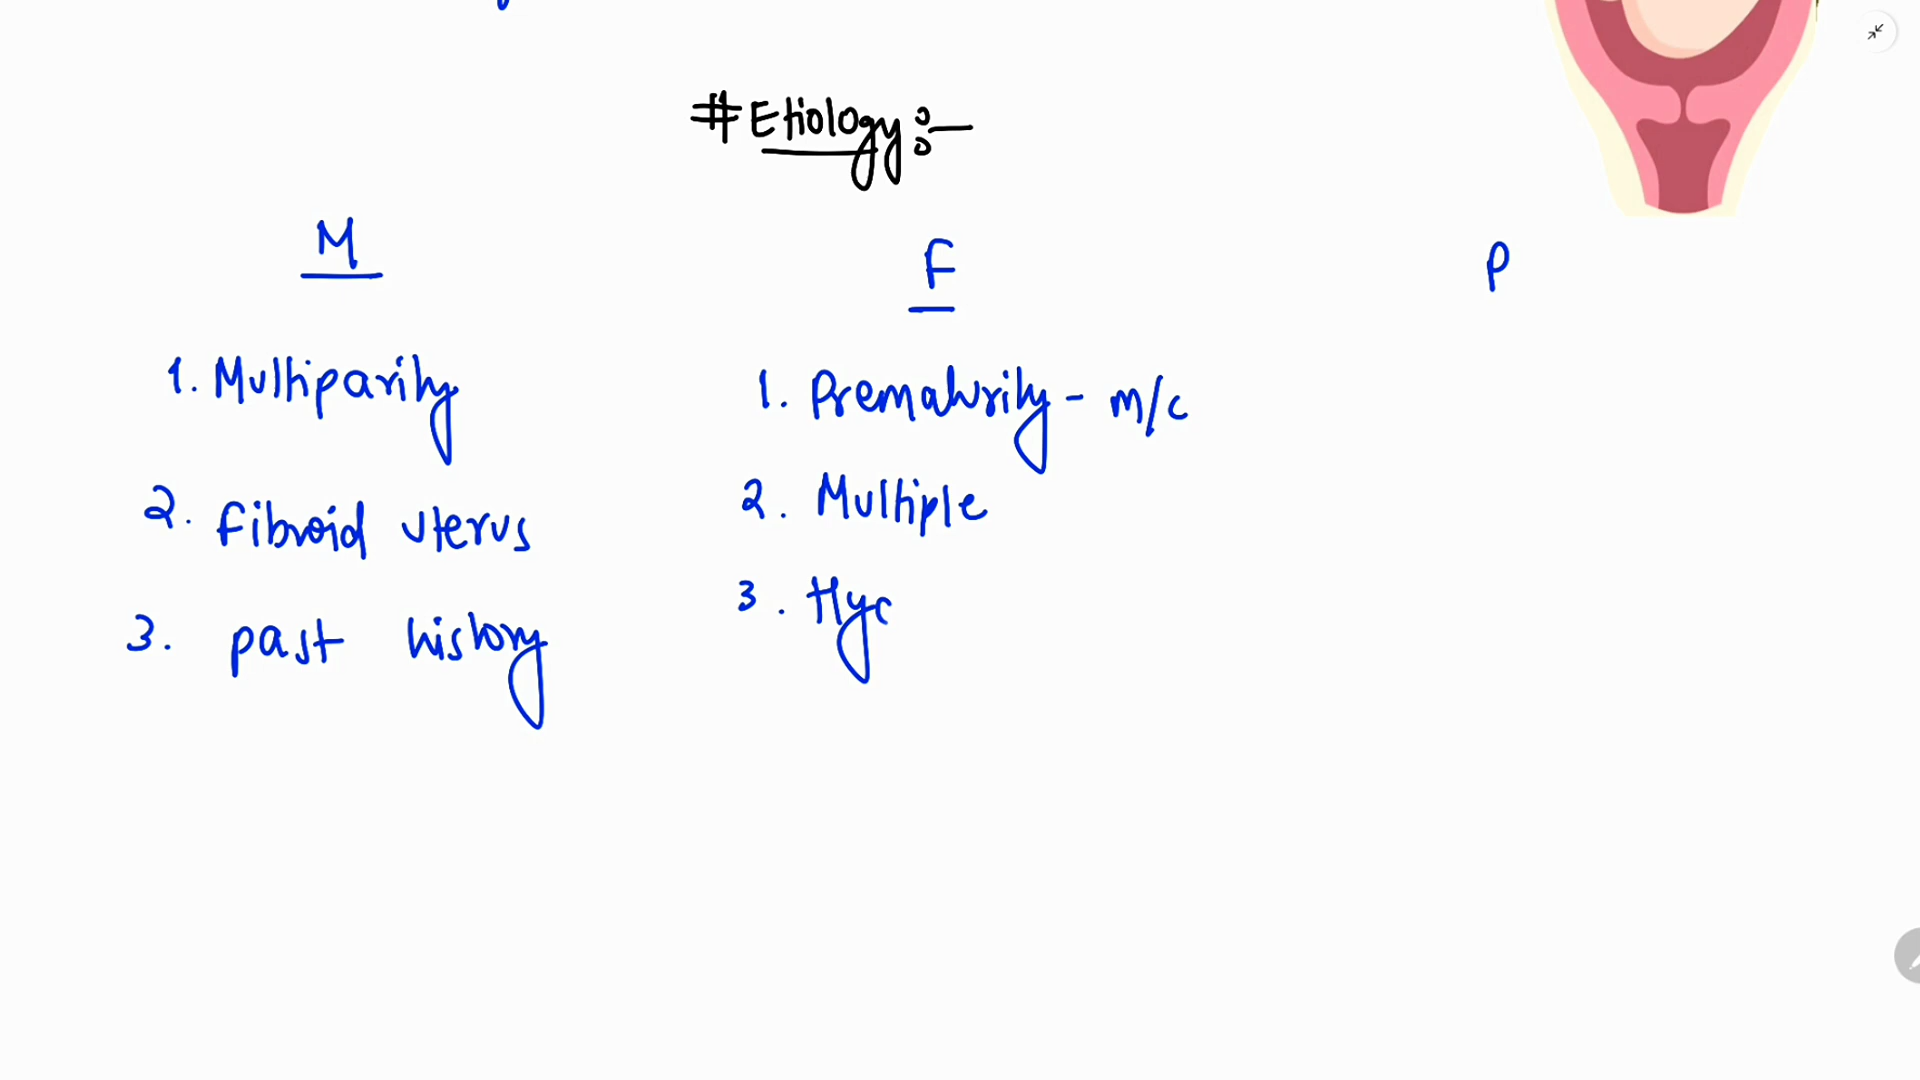 # Etiology :-
M
F
P
1. Multiparity
2. Fibroid uterus
3. past history
1. Prematurity - m/c
2. Multiple
3. Hyc